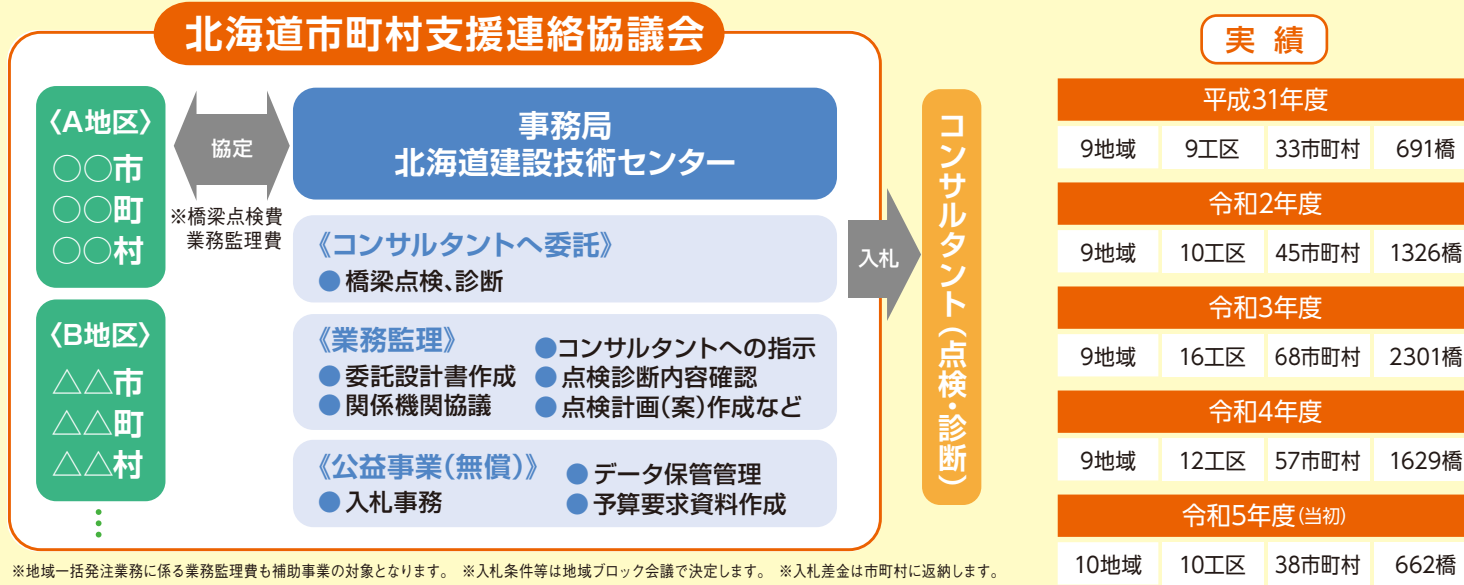 北海道市町村支援連絡協議会
〈A地区〉
○○市
○○町
○○村
〈B地区〉
△△市
△△町
△△村
協定
※橋梁点検費
業務監理費
事務局
北海道建設技術センター
《コンサルタントへ委託》
●橋梁点検、診断
《業務監理》
●委託設計書作成
●関係機関協議
●コンサルタントへの指示
●点検診断内容確認
●点検計画(案)作成など
《公益事業(無償)》
●入札事務
●データ保管管理
●予算要求資料作成
入札
コンサルタント(点検・診断)
※地域一括発注業務に係る業務監理費も補助事業の対象となります。 ※入札条件等は地域ブロック会議で決定します。 ※入札差金は市町村に返納します。
実績
平成31年度
9地域 9工区 33市町村 691橋
令和2年度
9地域 10工区 45市町村 1326橋
令和3年度
9地域 16工区 68市町村 2301橋
令和4年度
9地域 12工区 57市町村 1629橋
令和5年度(当初)
10地域 10工区 38市町村 662橋